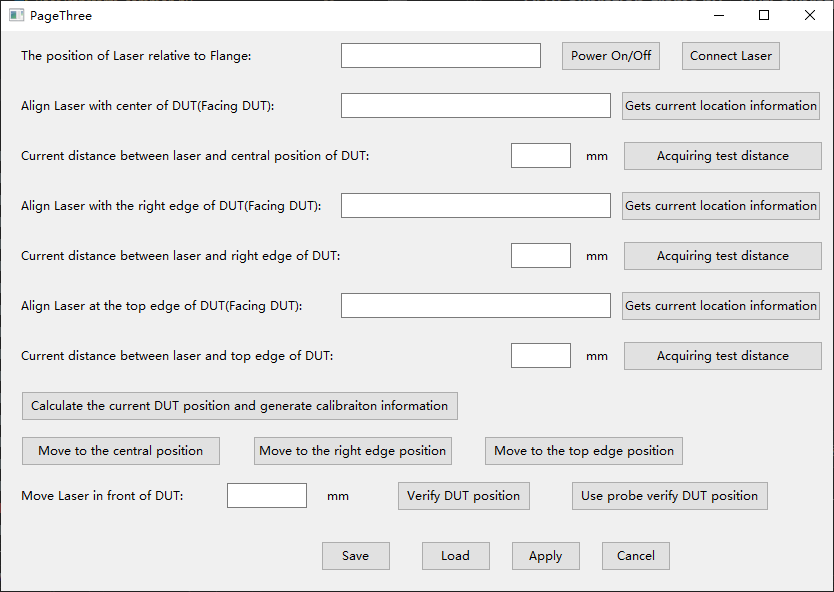 PageThree
The position of Laser relative to Flange: Power On/Off Connect Laser
Align Laser with center of DUT(Facing DUT): Gets current location information
Current distance between laser and central position of DUT: mm Acquiring test distance
Align Laser with the right edge of DUT(Facing DUT): Gets current location information
Current distance between laser and right edge of DUT: mm Acquiring test distance
Align Laser at the top edge of DUT(Facing DUT): Gets current location information
Current distance between laser and top edge of DUT: mm Acquiring test distance
Calculate the current DUT position and generate calibraiton information
Move to the central position Move to the right edge position Move to the top edge position
Move Laser in front of DUT: mm Verify DUT position Use probe verify DUT position
Save Load Apply Cancel